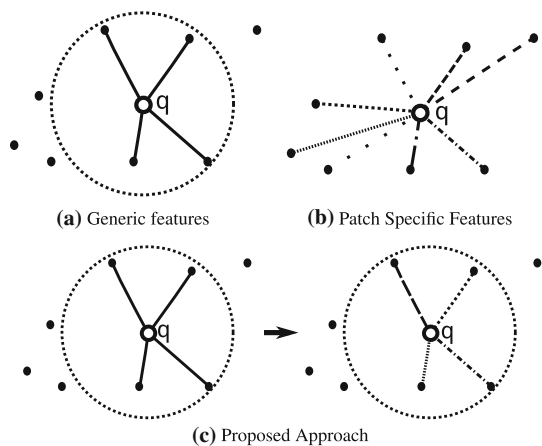 q
q
(a) Generic features
(b) Patch Specific Features
q
q
(c) Proposed Approach